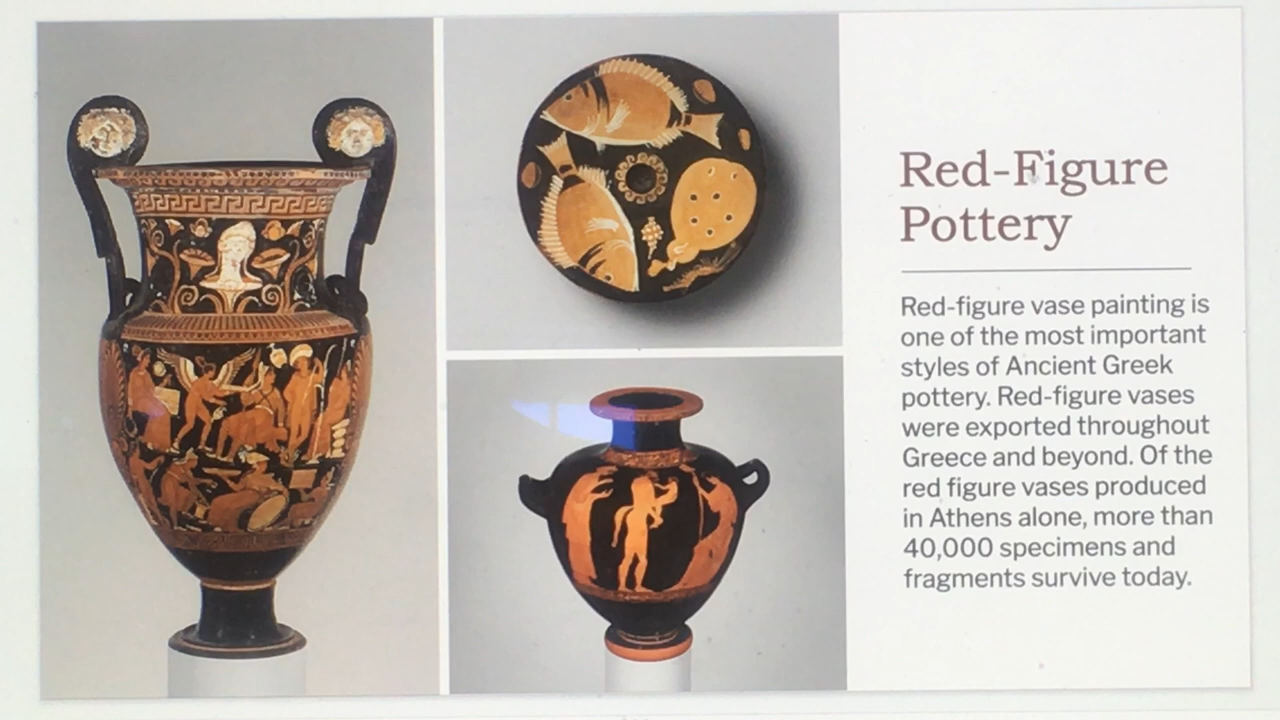 Red-Figure
Pottery
Red-figure vase painting is
one of the most important
styles of Ancient Greek
pottery. Red-figure vases
were exported throughout
Greece and beyond. Of the
red figure vases produced
in Athens alone, more than
40,000 specimens and
fragments survive today.